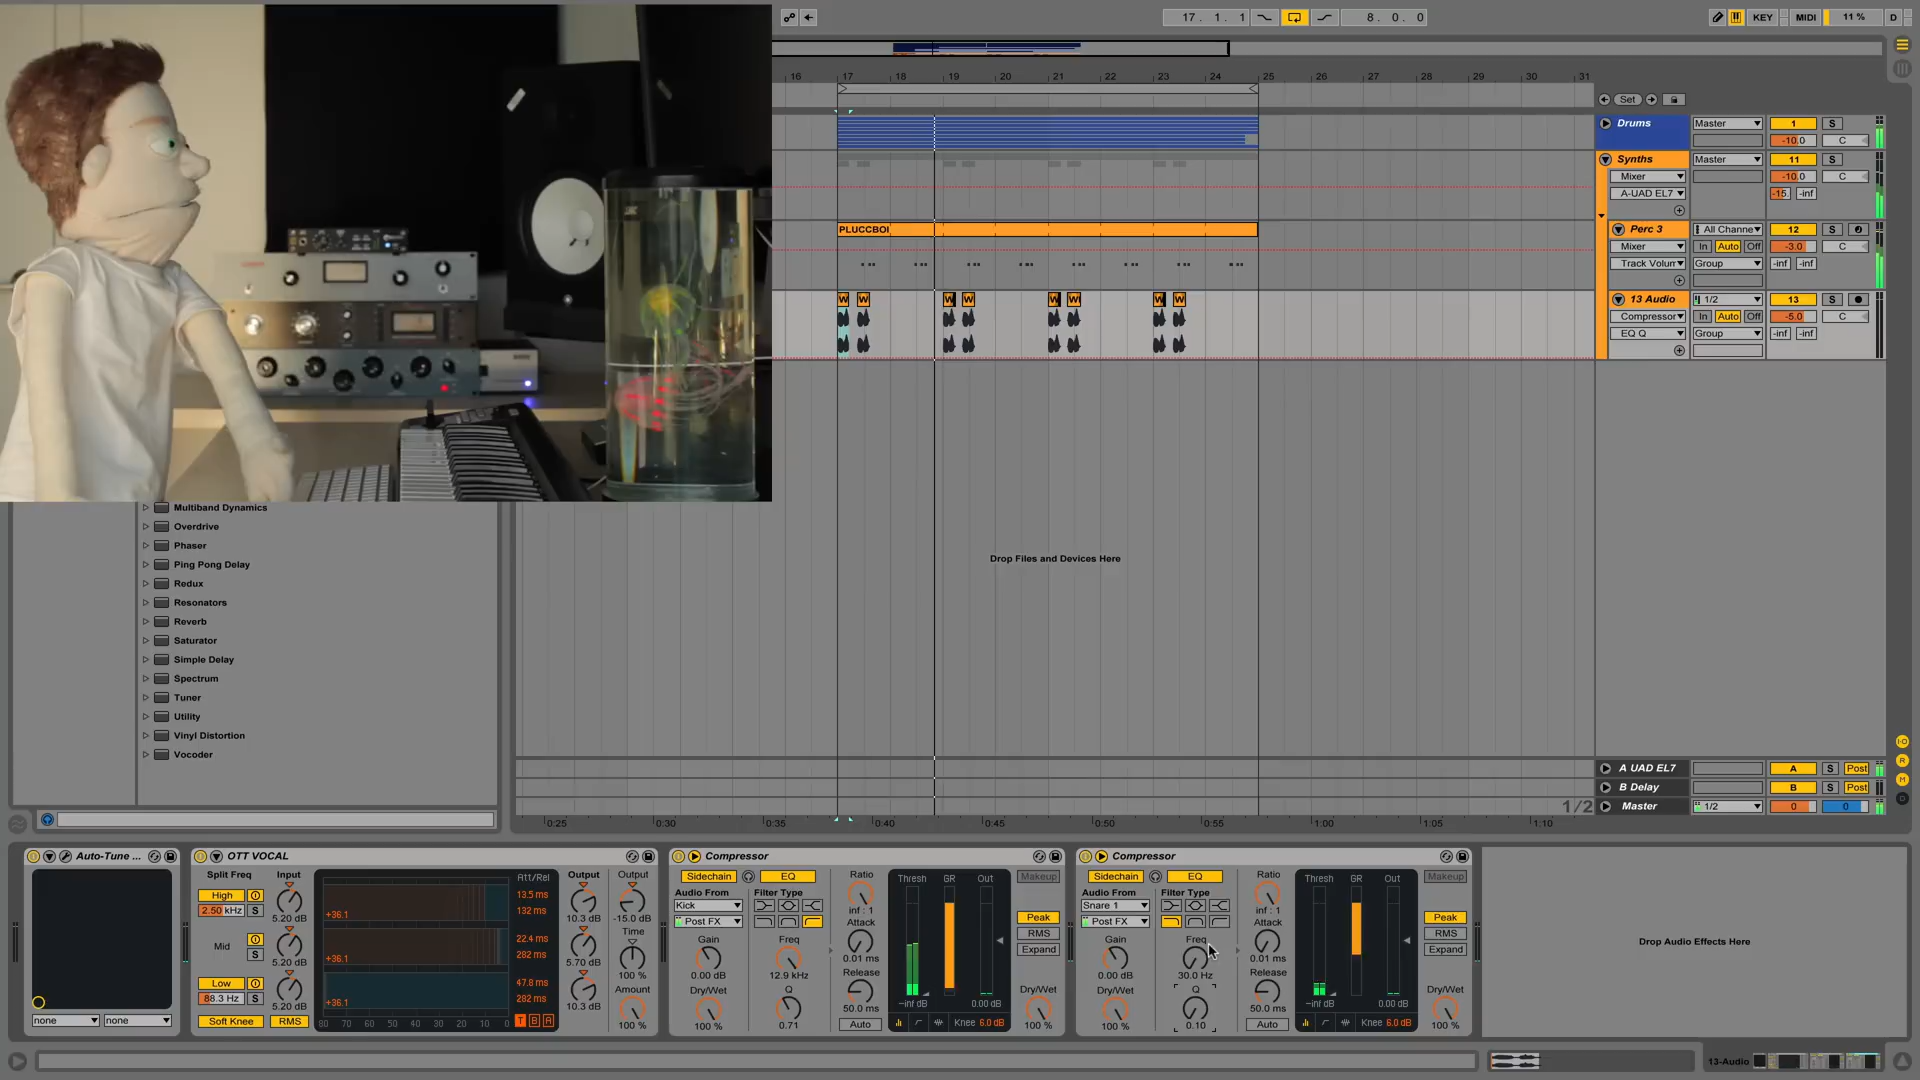 17. 1. 1
8. 0. 0
KEY
MIDI
11 %
D
16 17 18 19 20 21 22 23 24 25 26 27 28 29 30 31
Set
Drums Master 1 S
-10.0 C
Synths Master 11 S
Mixer -10.0 C
A-UAD EL7 -15. -inf
PLUCCBOI
Perc 3 All Channe 12 S
Mixer In Auto Off -3.0 C
Track Volum Group -inf -inf
W W W W W W W W
13 Audio 1/2 13 S
Compressor In Auto Off -5.0 C
EQ Q Group -inf -inf
Multiband Dynamics
Overdrive
Phaser
Ping Pong Delay
Redux
Resonators
Reverb
Saturator
Simple Delay
Spectrum
Tuner
Utility
Vinyl Distortion
Vocoder
Drop Files and Devices Here
A UAD EL7 A S Post
B Delay B S Post
1/2 Master 1/2 0 0
0:25 0:30 0:35 0:40 0:45 0:50 0:55 1:00 1:05 1:10
Auto-Tune ...
none none
OTT VOCAL
Split Freq Input Att/Rel Output Output
High
2.50 kHz S
5.20 dB
+36.1
13.5 ms
132 ms
10.3 dB
-15.0 dB
Mid
S
5.20 dB
+36.1
22.4 ms
282 ms
5.70 dB
Time
100 %
Low
88.3 Hz S
5.20 dB
+36.1
47.8 ms
282 ms
10.3 dB
Amount
100 %
Soft Knee RMS
80 70 60 50 40 30 20 10 0
T B A
Compressor
Sidechain EQ
Audio From Filter Type
Kick
Post FX
Gain Freq
0.00 dB 12.9 kHz
Dry/Wet Q
100 % 0.71
Ratio
inf : 1
Attack
0.01 ms
Release
50.0 ms
Auto
Thresh GR Out
-inf dB 0.00 dB
Knee 6.0 dB
Makeup
Peak
RMS
Expand
Dry/Wet
100 %
Compressor
Sidechain EQ
Audio From Filter Type
Snare 1
Post FX
Gain Freq
0.00 dB 30.0 Hz
Dry/Wet Q
100 % 0.10
Ratio
inf : 1
Attack
0.01 ms
Release
50.0 ms
Auto
Thresh GR Out
-inf dB 0.00 dB
Knee 6.0 dB
Makeup
Peak
RMS
Expand
Dry/Wet
100 %
Drop Audio Effects Here
13-Audio